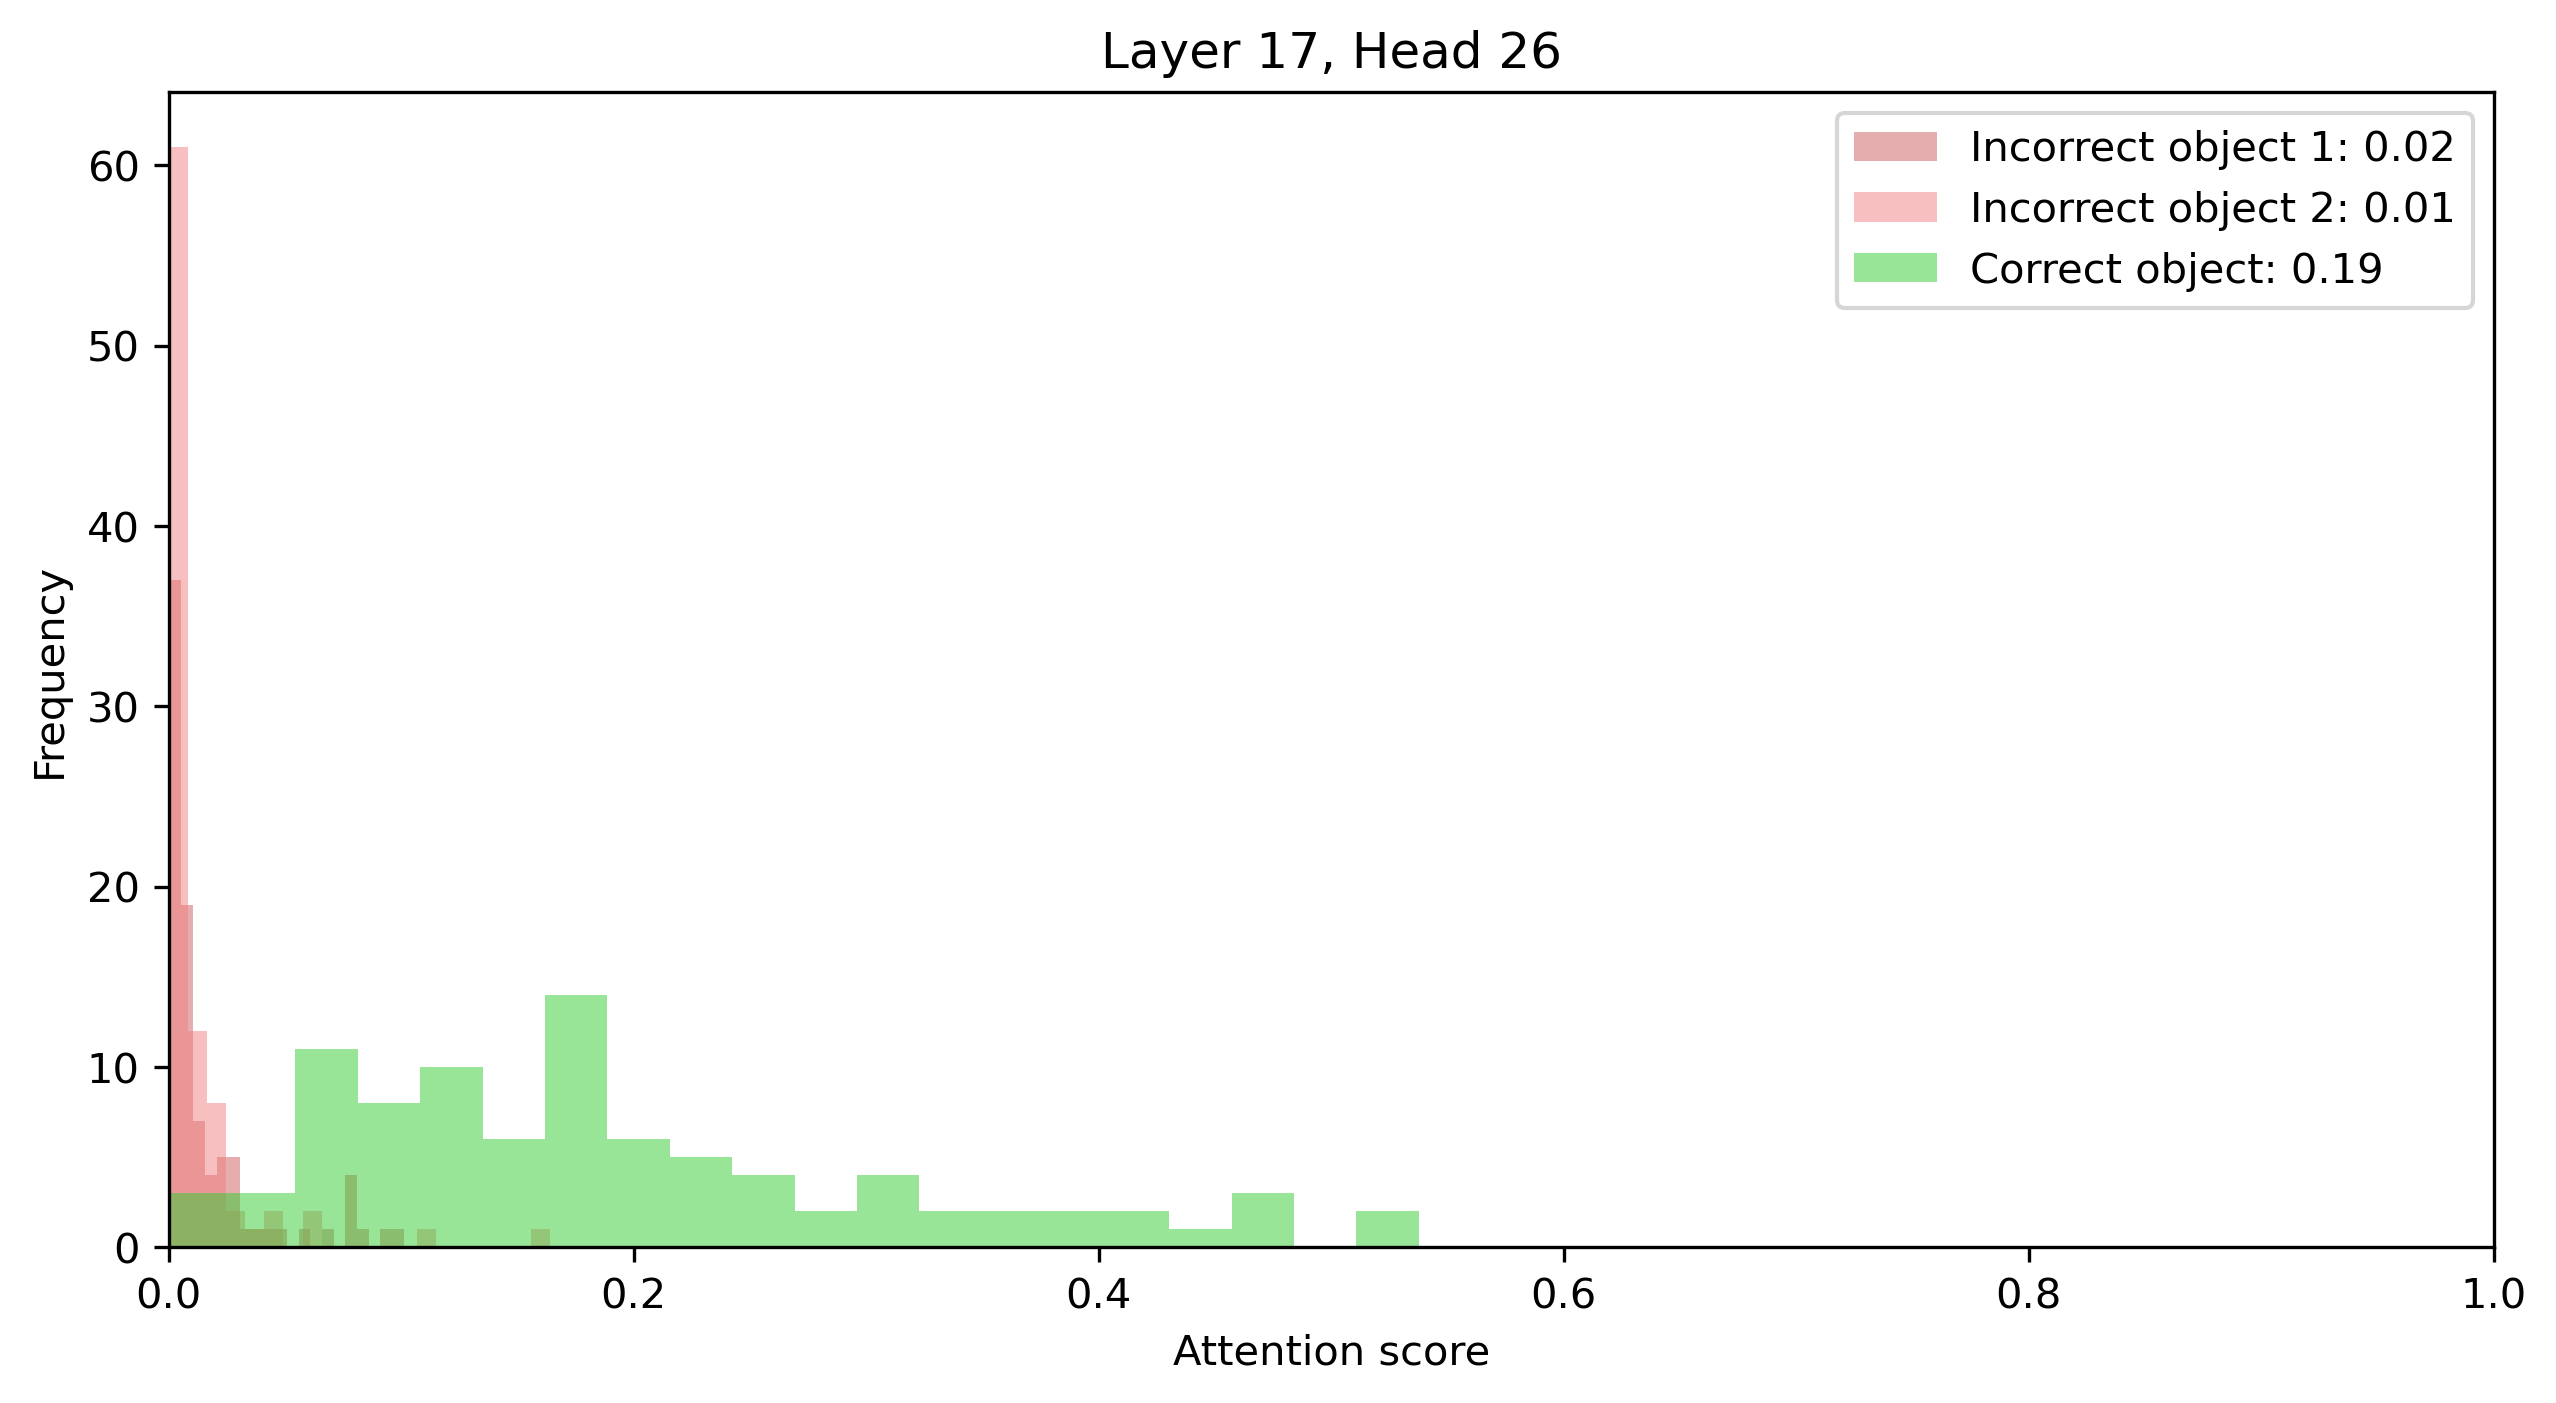 Layer 17, Head 26
Incorrect object 1: 0.02
Incorrect object 2: 0.01
Correct object: 0.19
60
50
40
30
20
10
0
Frequency
0.0 0.2 0.4 0.6 0.8 1.0
Attention score